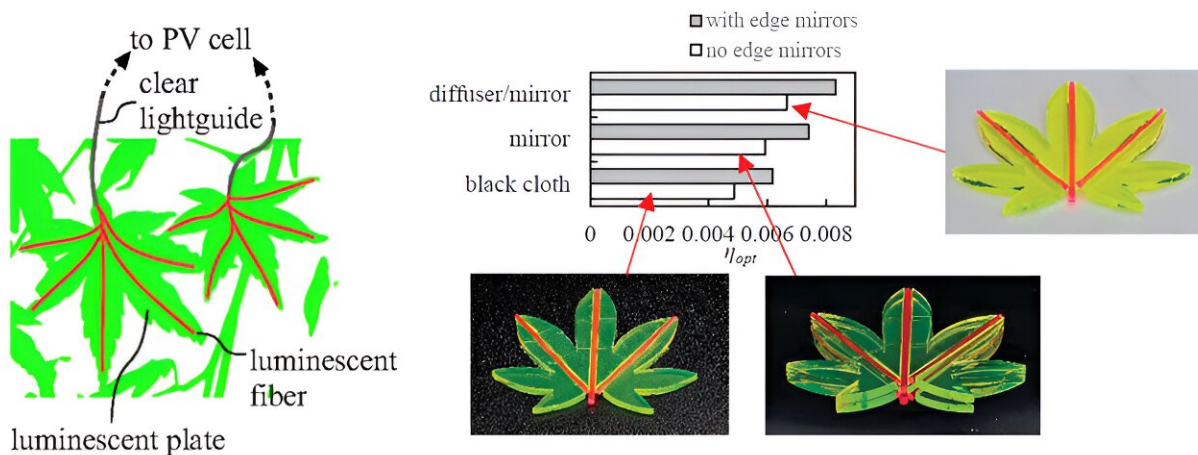 to PV cell
clear
lightguide
luminescent
fiber
luminescent plate
with edge mirrors
no edge mirrors
diffuser/mirror
mirror
black cloth
0 0.002 0.004 0.006 0.008
ηopt